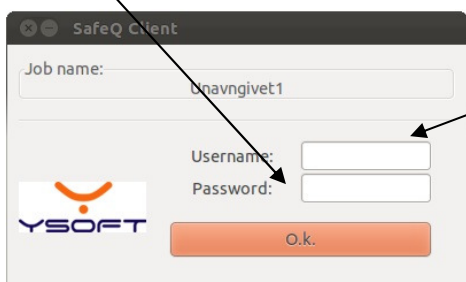 SafeQ Client
Job name:
Unavngivet1
Username:
Password:
YSOFT
O.k.